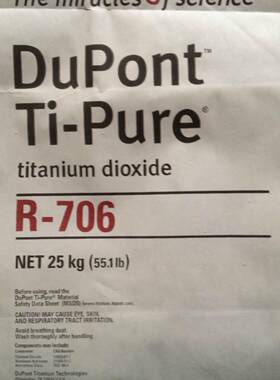 The miracles of science
DuPont™
Ti-Pure®
titanium dioxide
R-706
NET 25 kg (55.1 lb)
Before using, read the
DuPont Ti-Pure® Material
Safety Data Sheet (MSDS)
CAUTION! MAY CAUSE EYE, SKIN,
AND RESPIRATORY TRACT IRRITATION.
Avoid breathing dust.
Wash thoroughly after handling.
Components may include:
DuPont Titanium Technologies